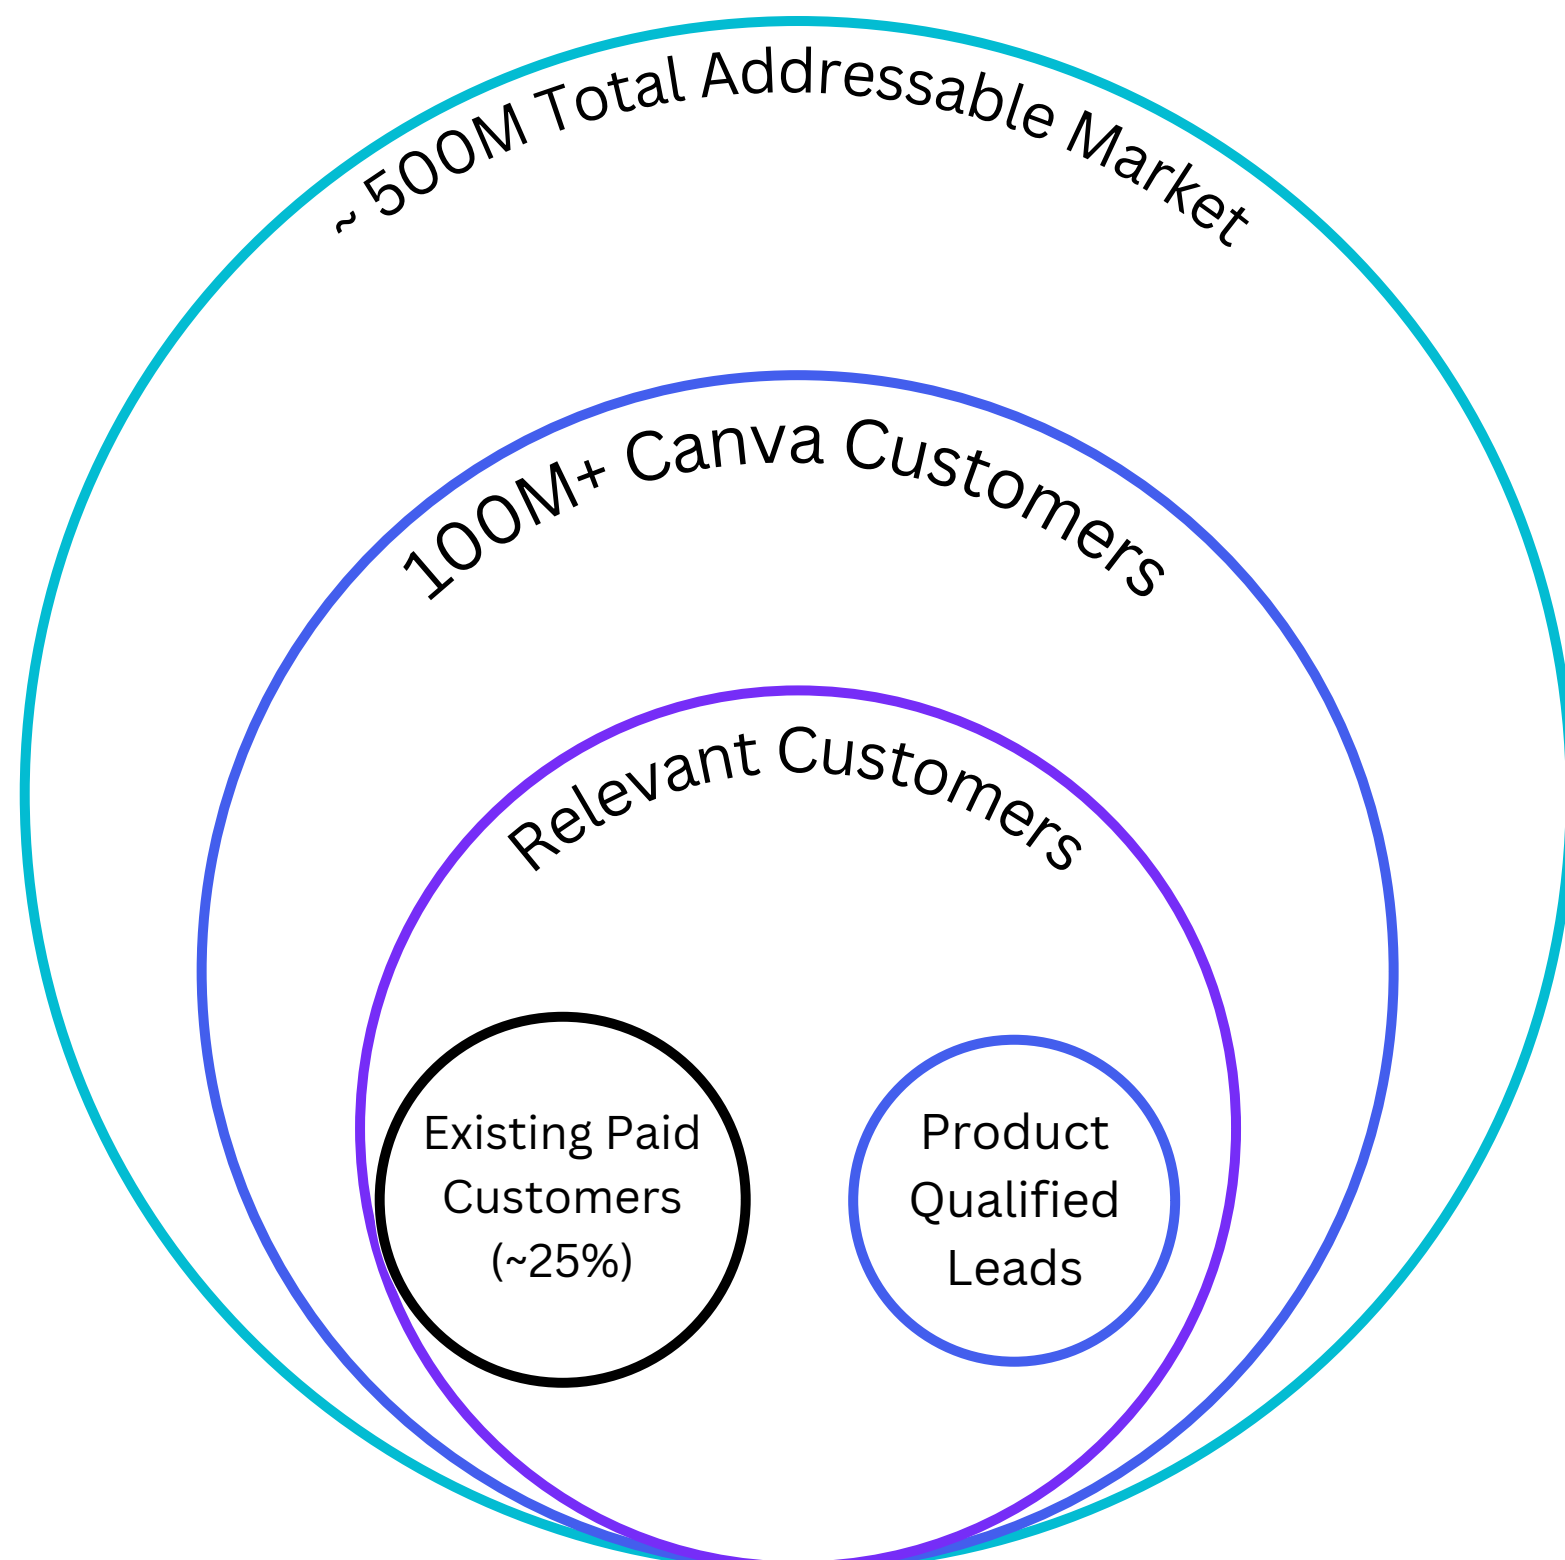 ~ 500M Total Addressable Market
100M+ Canva Customers
Relevant Customers
Existing Paid
Customers
(~25%)
Product
Qualified
Leads